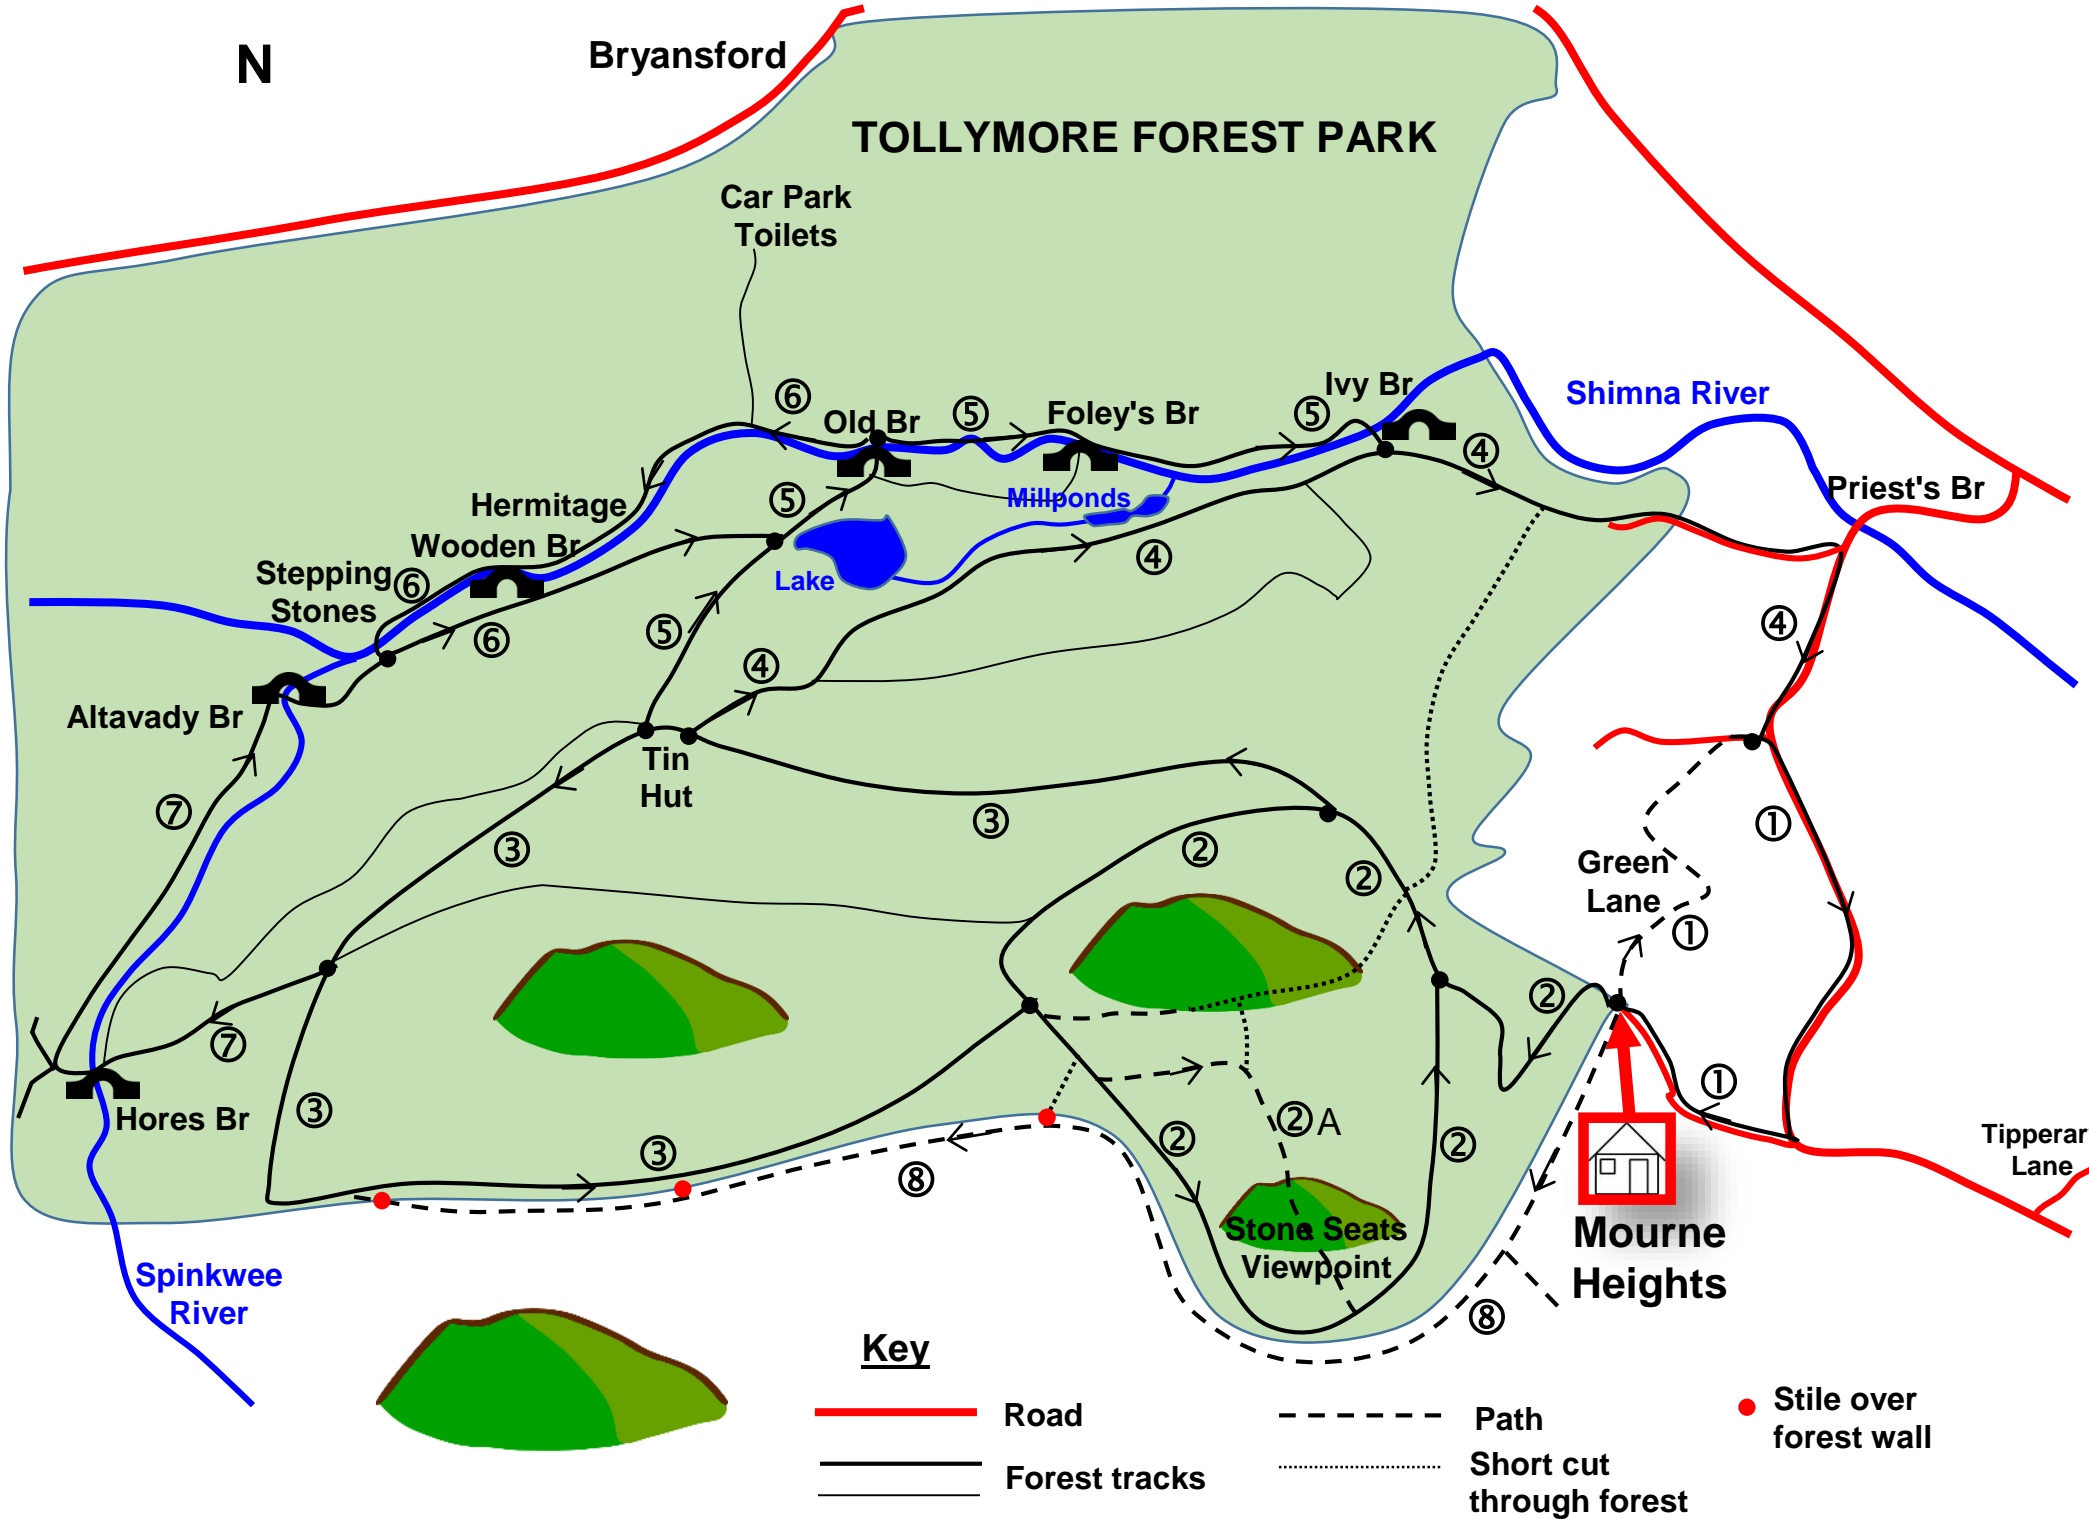 N
Bryansford
TOLLYMORE FOREST PARK
Car Park
Toilets
Ivy Br
Shimna River
⑥
Old Br
⑤
Foley's Br
⑤
④
Priest's Br
Hermitage
⑤
Millponds
Wooden Br
Stepping
Stones
⑥
Lake
④
⑥
⑤
④
④
Altavady Br
Tin
Hut
⑦
③
③
②
②
①
Green
Lane
①
⑦
②
①
③
Hores Br
③
②
②A
②
⑧
Tipperar
Lane
Stone Seats
Viewpoint
Mourne
Heights
Spinkwee
River
⑧
Key
Road
Forest tracks
Path
Short cut
through forest
Stile over
forest wall